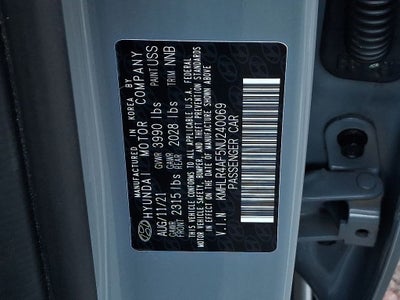 MANUFACTURED IN KOREA BY
HYUNDAI MOTOR COMPANY
AUG/11/21 GVWR 3990 lbs PAINT USS
GAWR FRONT 2315 lbs GAWR REAR 2028 lbs TRIM NNB
THIS VEHICLE CONFORMS TO ALL APPLICABLE U.S.A. FEDERAL
MOTOR VEHICLE SAFETY, BUMPER, AND THEFT PREVENTION
STANDARDS IN EFFECT ON THE DATE OF MANUFACTURE SHOWN ABOVE.
V.I.N KMHLR4AF5NU240069
PASSENGER CAR